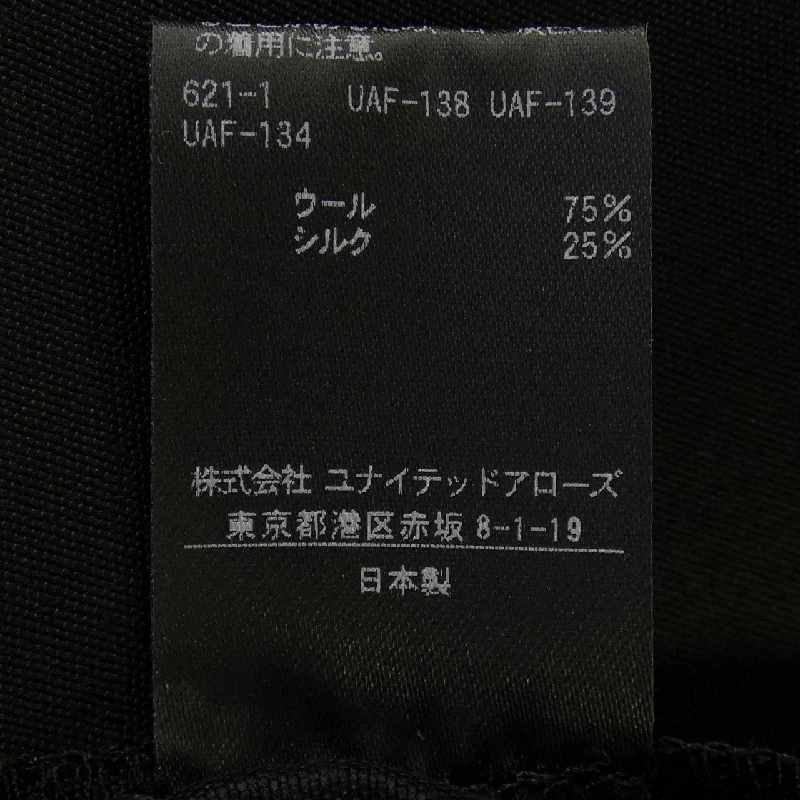 の着用に注意。
621-1 UAF-138 UAF-139
UAF-134
ウール 75%
シルク 25%
株式会社 ユナイテッドアローズ
東京都港区赤坂 8-1-19
日本製